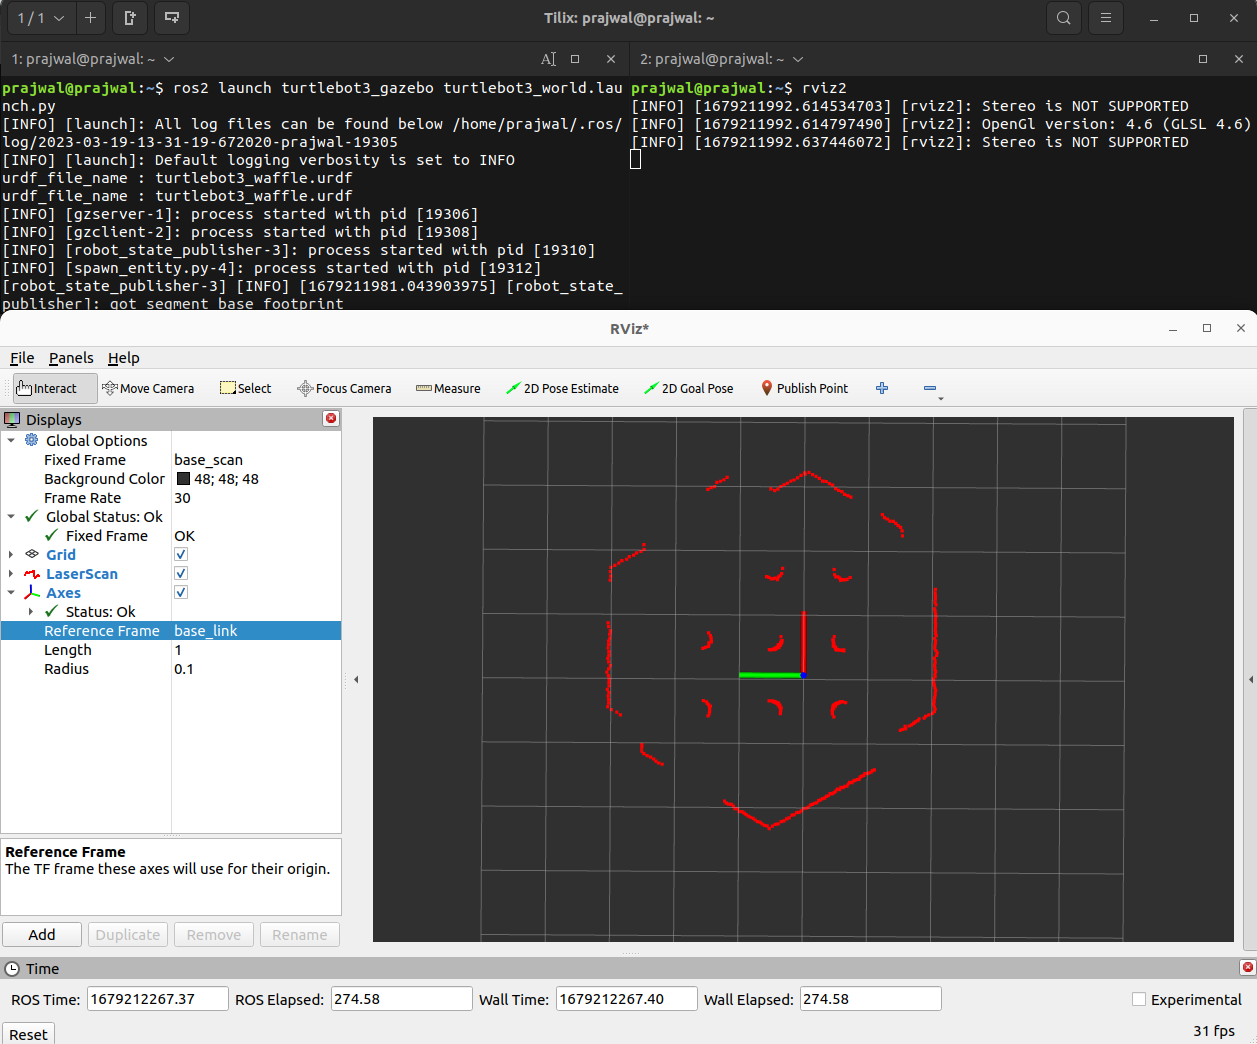 1 / 1
Tilix: prajwal@prajwal: ~
1: prajwal@prajwal: ~
2: prajwal@prajwal: ~
prajwal@prajwal:~$ ros2 launch turtlebot3_gazebo turtlebot3_world.lau
nch.py
[INFO] [launch]: All log files can be found below /home/prajwal/.ros/
log/2023-03-19-13-31-19-672020-prajwal-19305
[INFO] [launch]: Default logging verbosity is set to INFO
urdf_file_name : turtlebot3_waffle.urdf
urdf_file_name : turtlebot3_waffle.urdf
[INFO] [gzserver-1]: process started with pid [19306]
[INFO] [gzclient-2]: process started with pid [19308]
[INFO] [robot_state_publisher-3]: process started with pid [19310]
[INFO] [spawn_entity.py-4]: process started with pid [19312]
[robot_state_publisher-3] [INFO] [1679211981.043903975] [robot_state_
publisher]: got segment base_footprint
prajwal@prajwal:~$ rviz2
[INFO] [1679211992.614534703] [rviz2]: Stereo is NOT SUPPORTED
[INFO] [1679211992.614797490] [rviz2]: OpenGl version: 4.6 (GLSL 4.6)
[INFO] [1679211992.637446072] [rviz2]: Stereo is NOT SUPPORTED
RViz*
File Panels Help
Interact Move Camera Select Focus Camera Measure 2D Pose Estimate 2D Goal Pose Publish Point
Displays
Global Options
Fixed Frame base_scan
Background Color 48; 48; 48
Frame Rate 30
Global Status: Ok
Fixed Frame OK
Grid
LaserScan
Axes
Status: Ok
Reference Frame base_link
Length 1
Radius 0.1
Reference Frame
The TF frame these axes will use for their origin.
Add Duplicate Remove Rename
Time
ROS Time: 1679212267.37 ROS Elapsed: 274.58 Wall Time: 1679212267.40 Wall Elapsed: 274.58 Experimental
Reset 31 fps